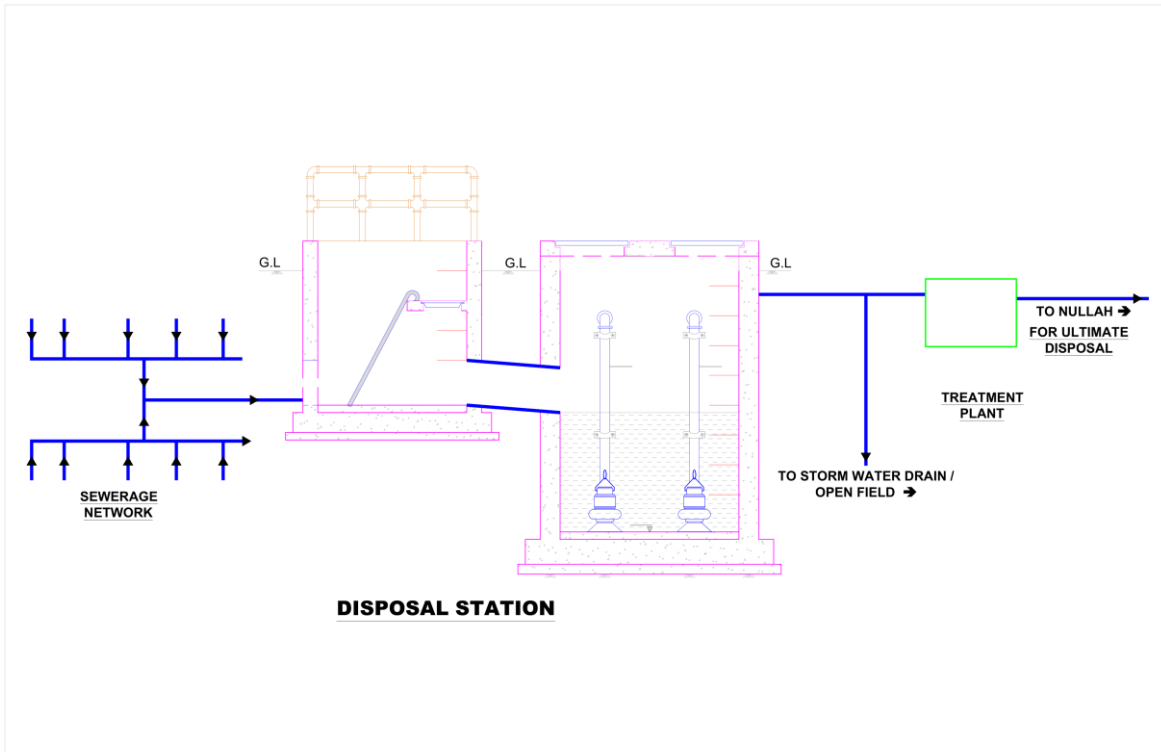 G.L
G.L
G.L
TO NULLAH ➔
FOR ULTIMATE
DISPOSAL
TREATMENT
PLANT
TO STORM WATER DRAIN /
OPEN FIELD ➔
SEWERAGE
NETWORK
DISPOSAL STATION